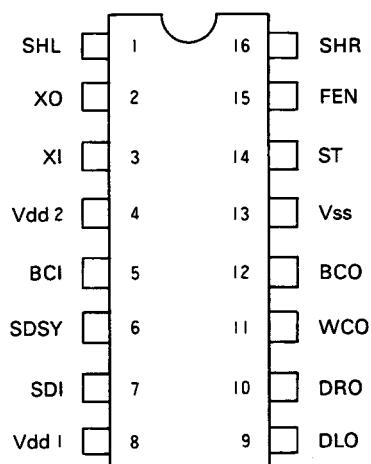 SHL 1 16 SHR
XO 2 15 FEN
XI 3 14 ST
Vdd 2 4 13 Vss
BCI 5 12 BCO
SDSY 6 11 WCO
SDI 7 10 DRO
Vdd 1 8 9 DLO